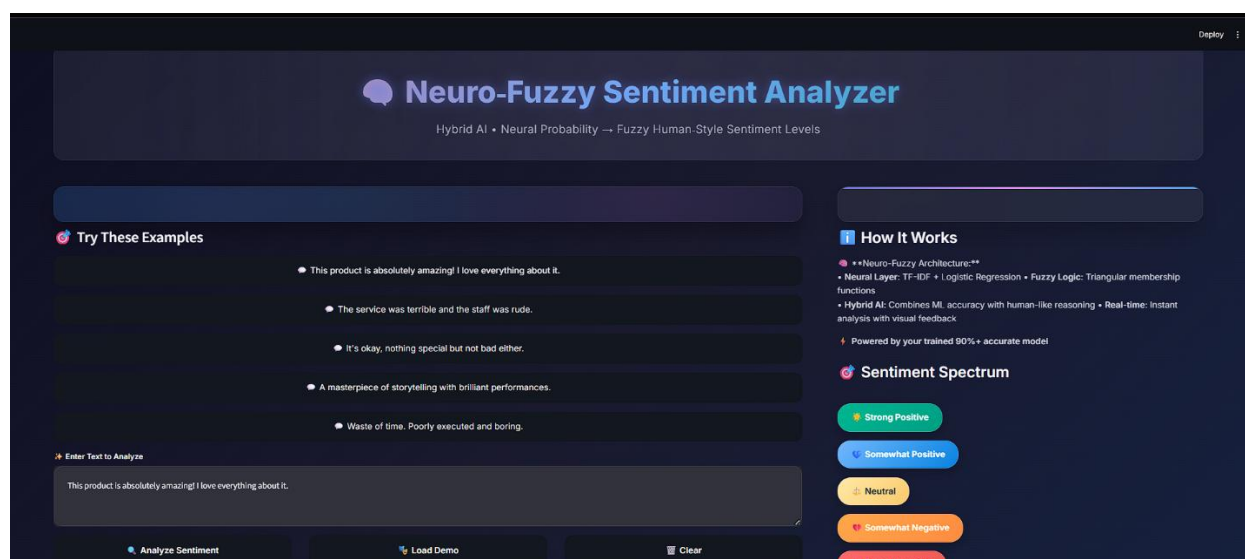 Deploy
Neuro-Fuzzy Sentiment Analyzer
Hybrid AI • Neural Probability → Fuzzy Human-Style Sentiment Levels
Try These Examples
This product is absolutely amazing! I love everything about it.
The service was terrible and the staff was rude.
It's okay, nothing special but not bad either.
A masterpiece of storytelling with brilliant performances.
Waste of time. Poorly executed and boring.
Enter Text to Analyze
This product is absolutely amazing! I love everything about it.
Analyze Sentiment
Load Demo
Clear
How It Works
**Neuro-Fuzzy Architecture:**
• Neural Layer: TF-IDF + Logistic Regression • Fuzzy Logic: Triangular membership
functions
• Hybrid AI: Combines ML accuracy with human-like reasoning • Real-time: Instant
analysis with visual feedback
Powered by your trained 90%+ accurate model
Sentiment Spectrum
Strong Positive
Somewhat Positive
Neutral
Somewhat Negative